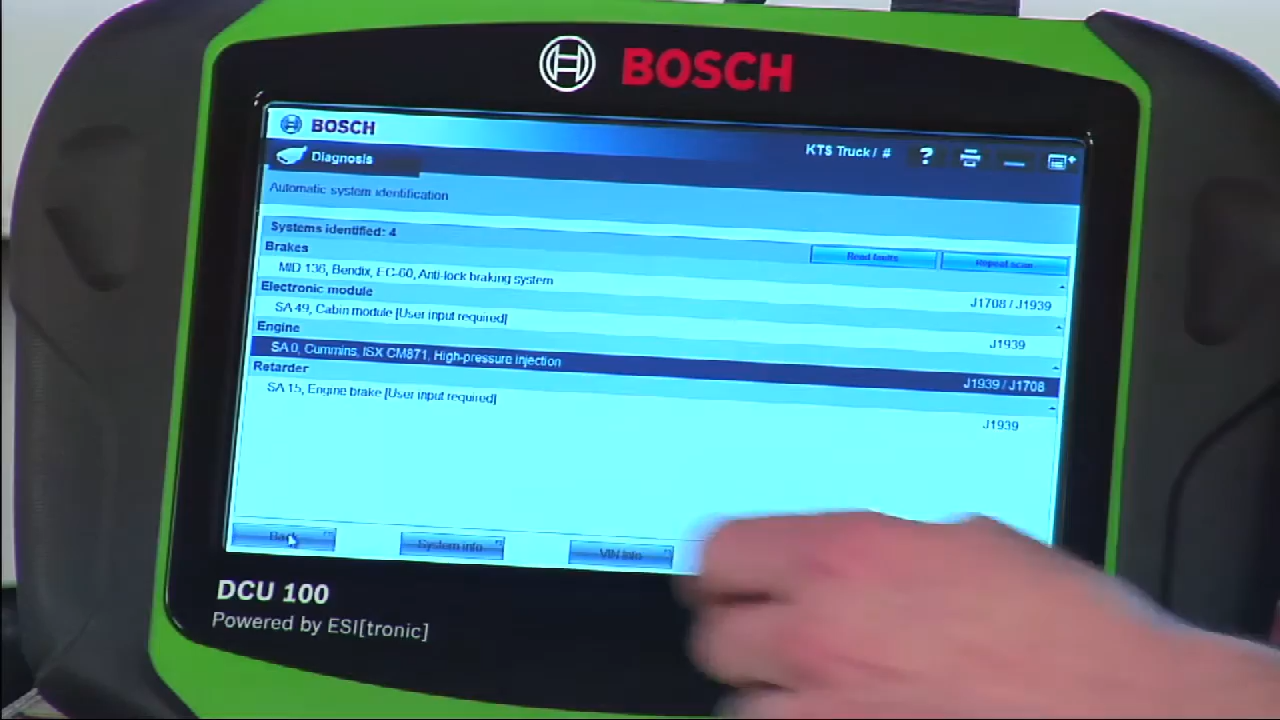 BOSCH
BOSCH
KTS Truck / #
?
Diagnosis
Automatic system identification
Systems identified: 4
Read faults
Repeat scan
Brakes
MID 136, Bendix, EC-60, Anti-lock braking system
J1708 / J1939
Electronic module
SA 49, Cabin module [User input required]
J1939
Engine
SA 0, Cummins, ISX CM871, High-pressure injection
J1939 / J1708
Retarder
SA 15, Engine brake [User input required]
J1939
Back
System info
VIN info
DCU 100
Powered by ESI[tronic]